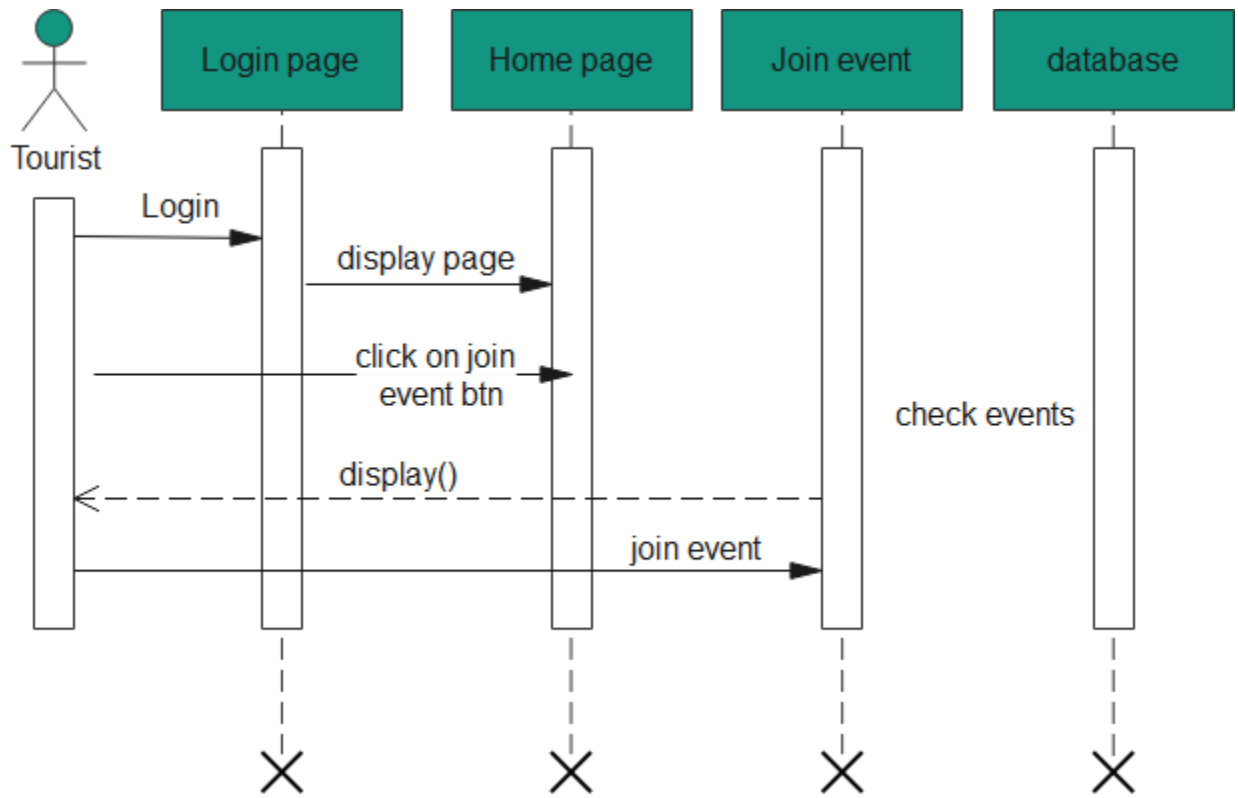 Login page
Home page
Join event
database
Tourist
Login
display page
click on join
event btn
check events
display()
join event